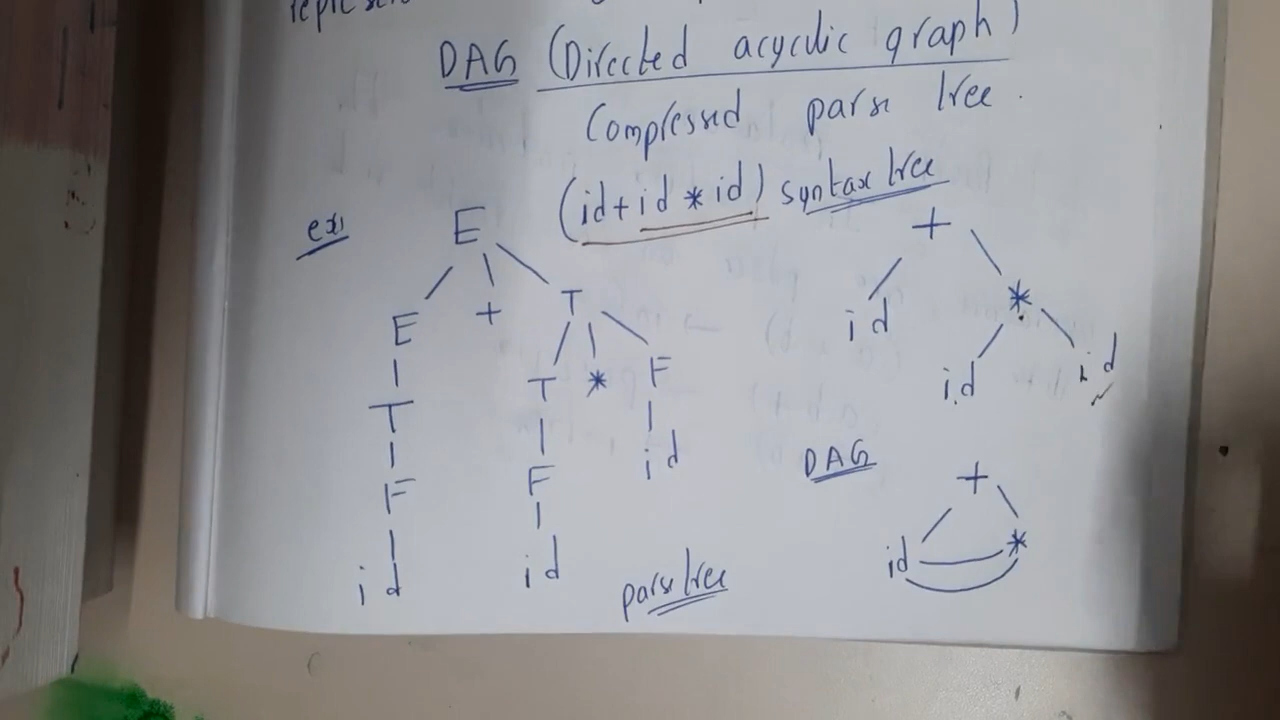 DAG (Directed acyclic graph)
Compressed parse tree.
(id+id * id) syntax tree
ex:
E
E + T
T
F
id
T * F
F
id
id
parse tree
+
id *
id id
DAG
+
id *